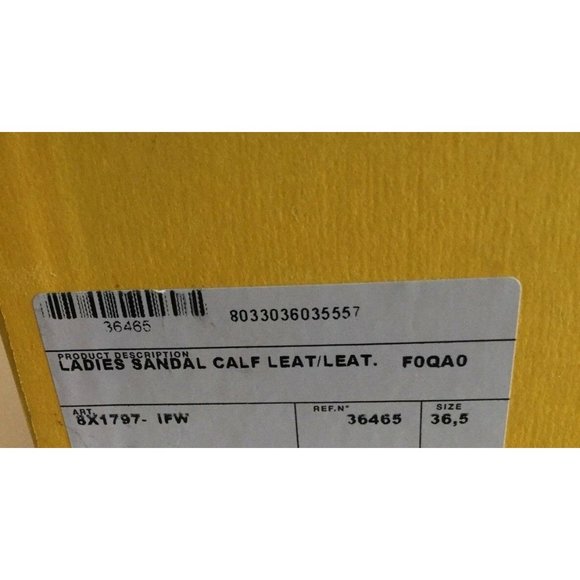 8033036035557
36465
PRODUCT DESCRIPTION
LADIES SANDAL CALF LEAT/LEAT. F0QA0
ART. REF.N° SIZE
8X1797- IFW 36465 36,5